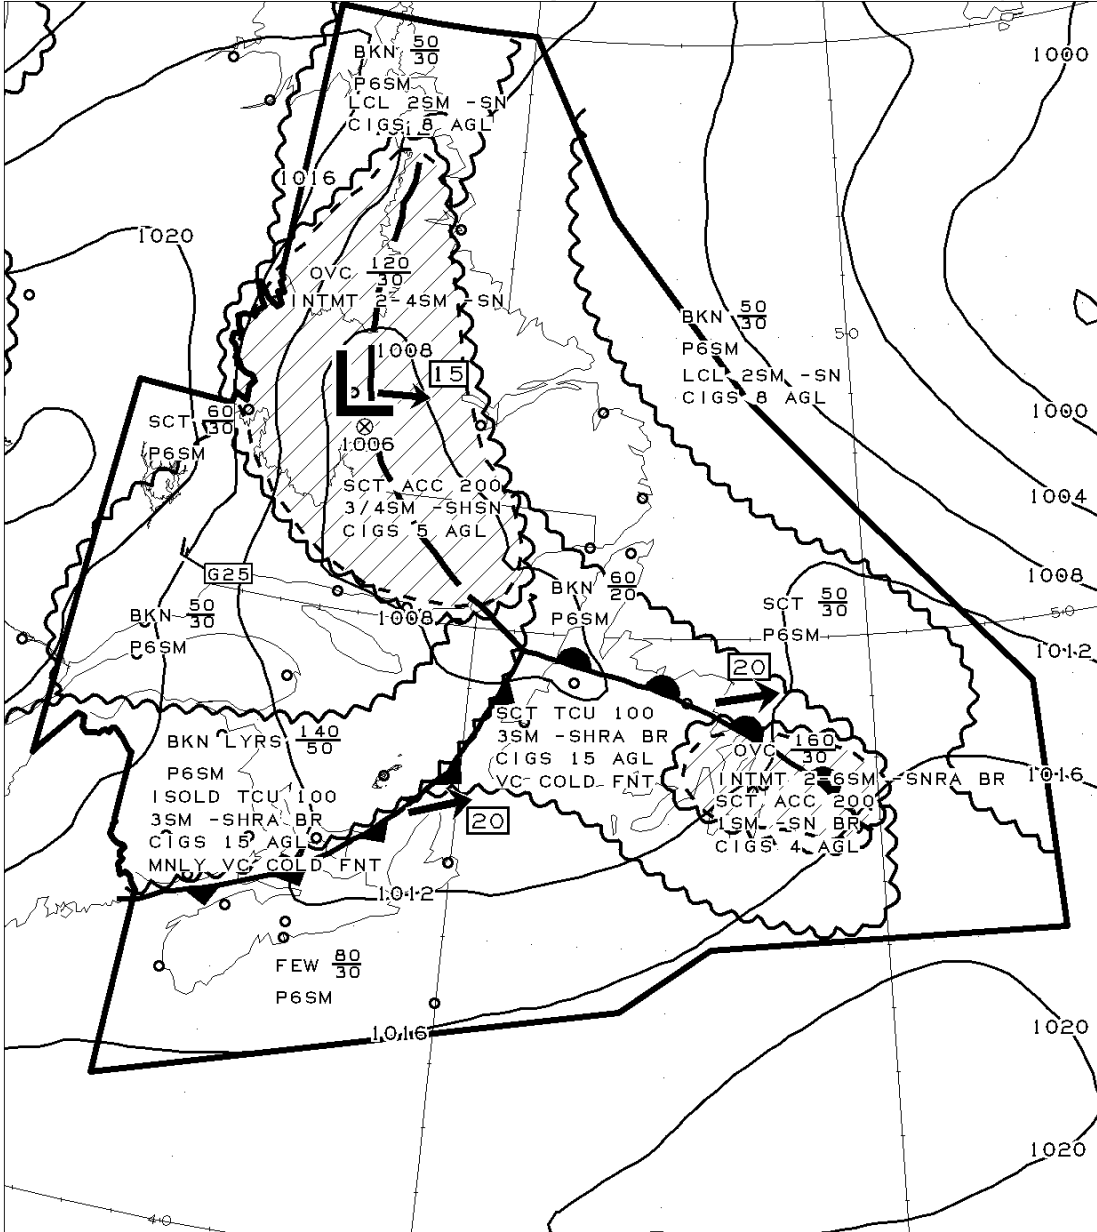 BKN 50/30
P6SM
LCL 2SM -SN
CIGS 8 AGL
1000
1016
1020
OVC 120/30
INTMT 2-4SM -SN
BKN 50/30
P6SM
LCL 2SM -SN
CIGS 8 AGL
50
1008
15
1000
SCT 60/30
P6SM
1006
SCT ACC 200
3/4SM -SHSN
CIGS 5 AGL
1004
G25
1008
BKN 60/20
P6SM
SCT 50/30
P6SM
50
BKN 50/30
P6SM
1008
1012
20
SCT TCU 100
3SM -SHRA BR
CIGS 15 AGL
VC COLD FNT
BKN LYRS 140/50
P6SM
ISOLD TCU 100
3SM -SHRA BR
CIGS 15 AGL
MNLY VC COLD FNT
OVC 160/30
INTMT 2-6SM -SNRA BR
SCT ACC 200
1SM -SN BR
CIGS 4 AGL
1016
20
1012
FEW 80/30
P6SM
1016
1020
1020
40